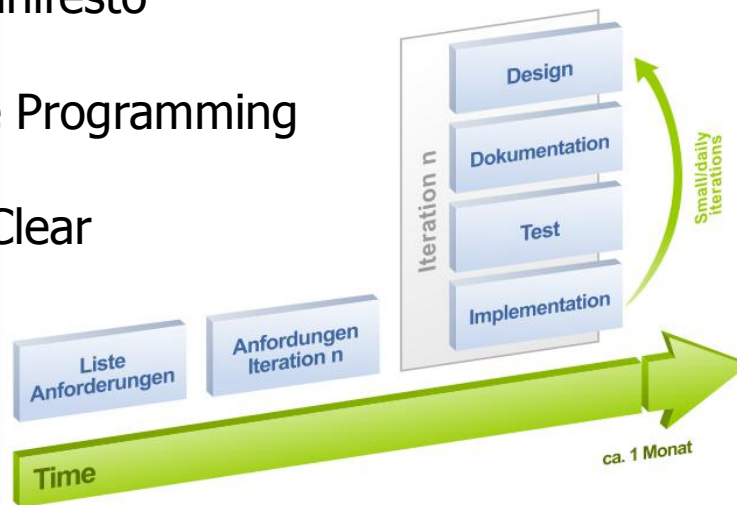 Programming
Clear
Design
Dokumentation
Test
Implementation
Iteration n
Small/daily
iterations
Liste
Anforderungen
Anfordungen
Iteration n
Time
ca. 1 Monat